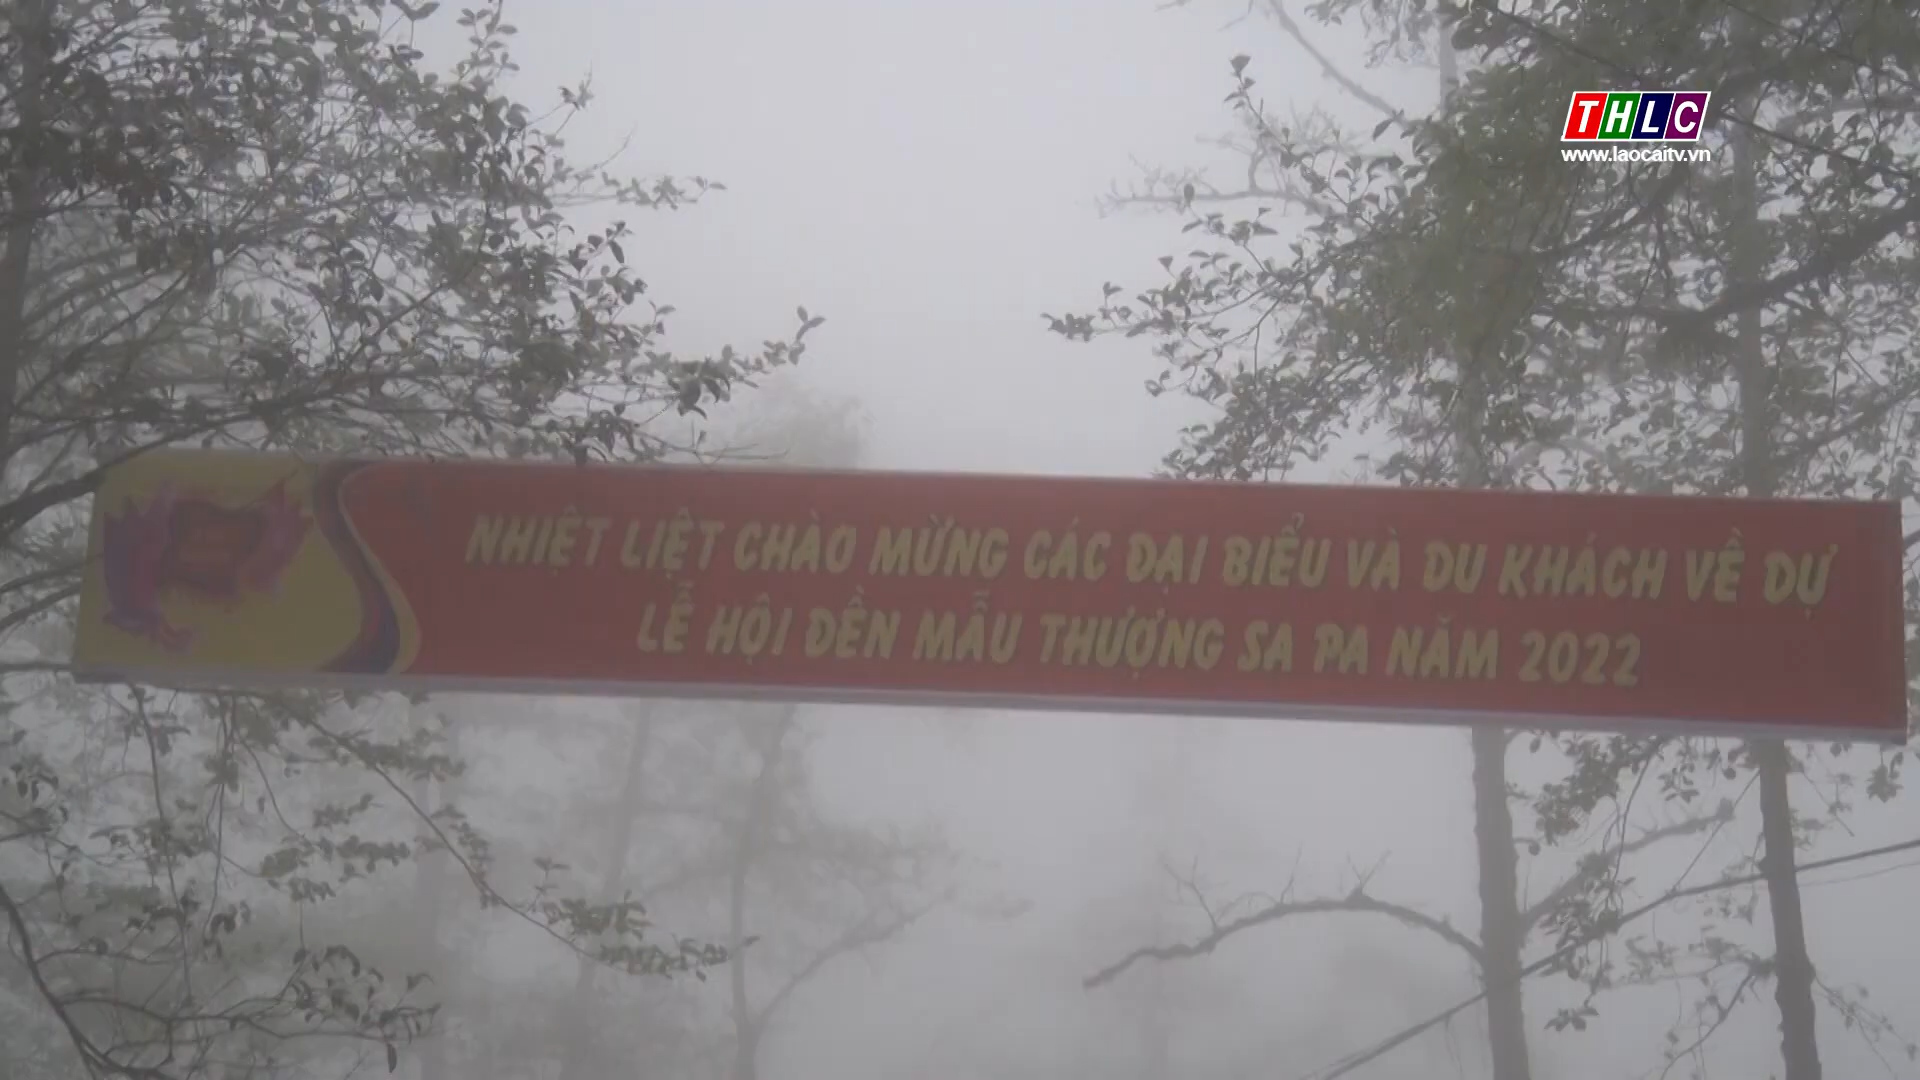 THLC
www.laocaitv.vn
NHIỆT LIỆT CHÀO MỪNG CÁC ĐẠI BIỂU VÀ DU KHÁCH VỀ DỰ
LỄ HỘI ĐỀN MẪU THƯỢNG SA PA NĂM 2022